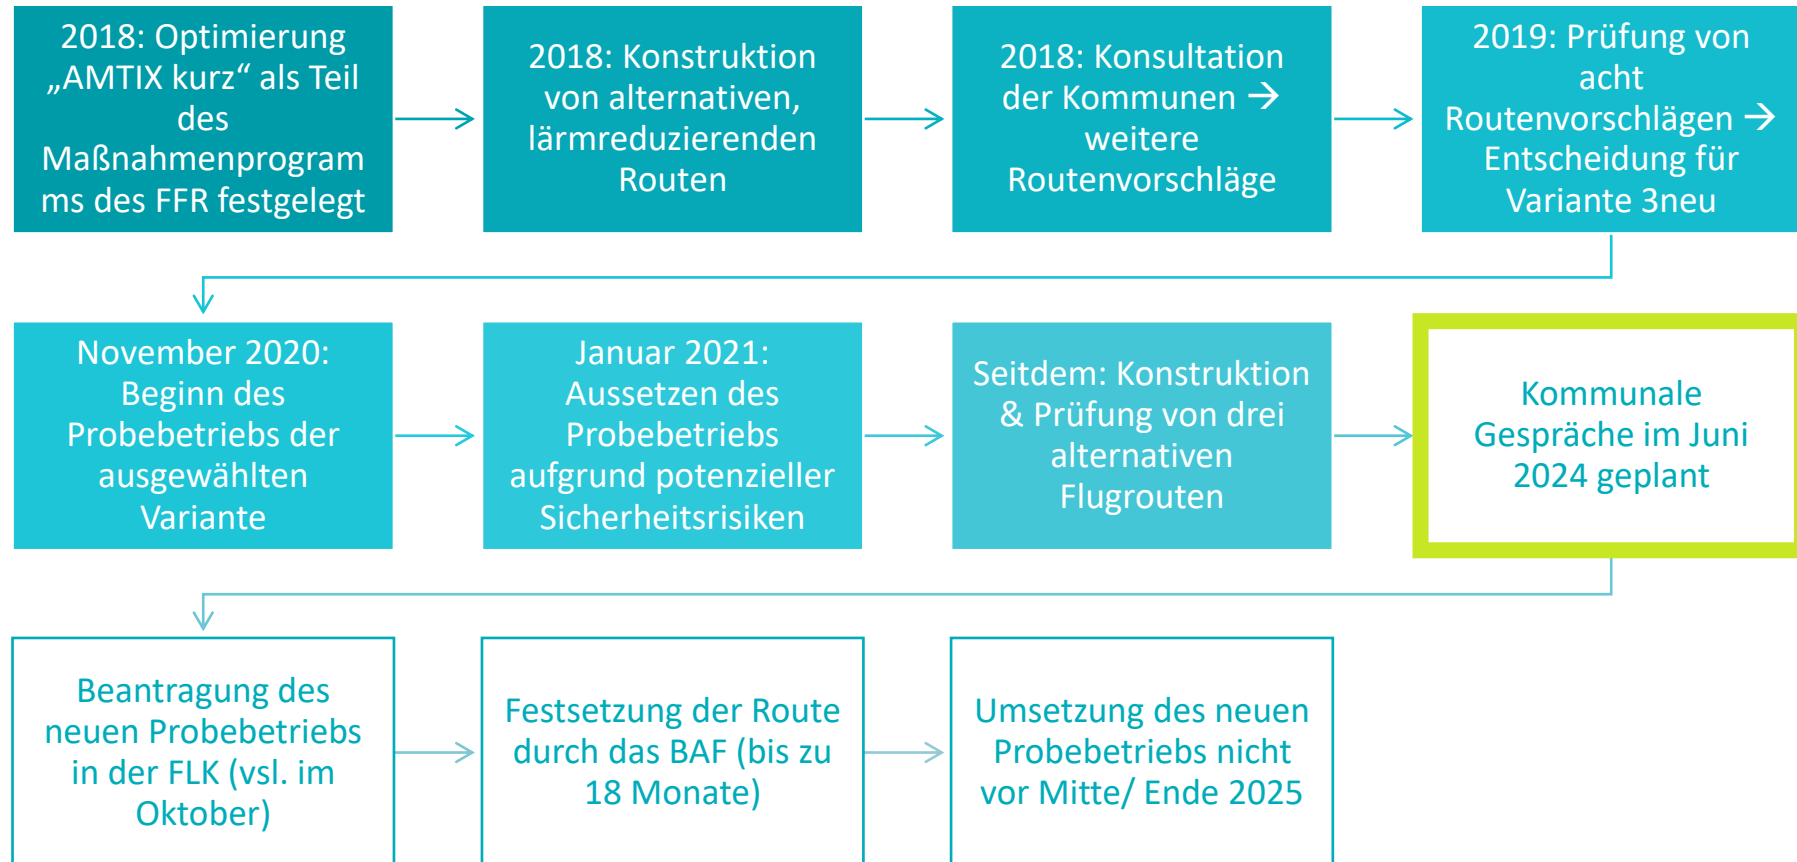 2018: Optimierung
„AMTIX kurz“ als Teil
des
Maßnahmenprogram
ms des FFR festgelegt
2018: Konstruktion
von alternativen,
lärmreduzierenden
Routen
2018: Konsultation
der Kommunen →
weitere
Routenvorschläge
2019: Prüfung von
acht
Routenvorschlägen →
Entscheidung für
Variante 3neu
November 2020:
Beginn des
Probebetriebs der
ausgewählten
Variante
Januar 2021:
Aussetzen des
Probebetriebs
aufgrund potenzieller
Sicherheitsrisiken
Seitdem: Konstruktion
& Prüfung von drei
alternativen
Flugrouten
Kommunale
Gespräche im Juni
2024 geplant
Beantragung des
neuen Probebetriebs
in der FLK (vsl. im
Oktober)
Festsetzung der Route
durch das BAF (bis zu
18 Monate)
Umsetzung des neuen
Probebetriebs nicht
vor Mitte/ Ende 2025